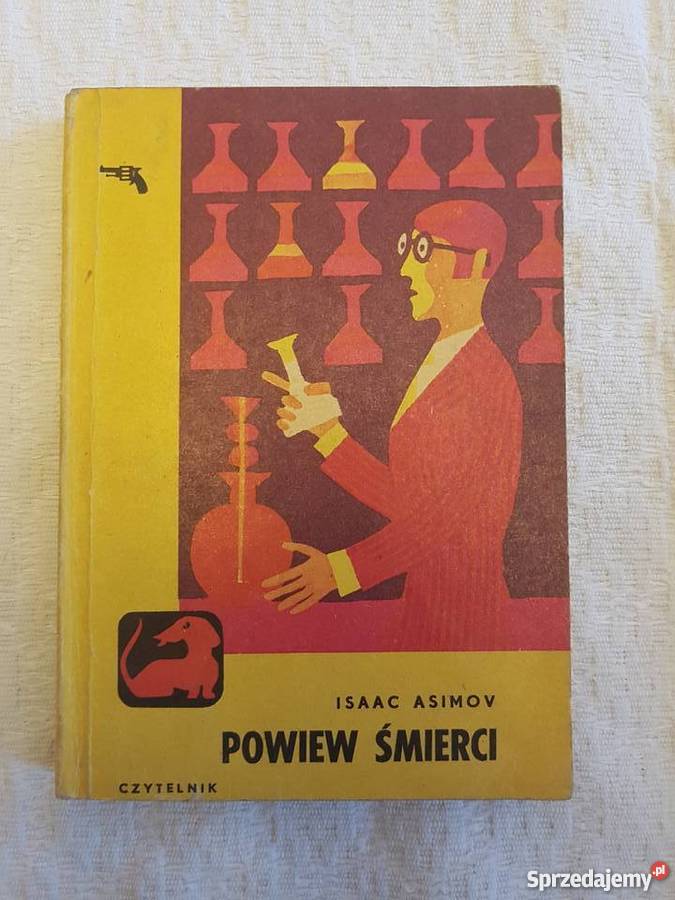 ISAAC ASIMOV
POWIEW ŚMIERCI
CZYTELNIK
Sprzedajemy.pl